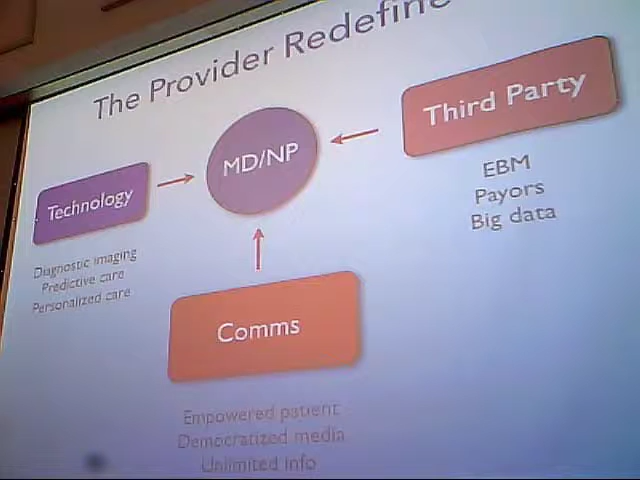 The Provider Redefine
Third Party
MD/NP
Technology
EBM
Payors
Big data
Diagnostic imaging
Predictive care
Personalized care
Comms
Empowered patient
Democratized media
Unlimited info